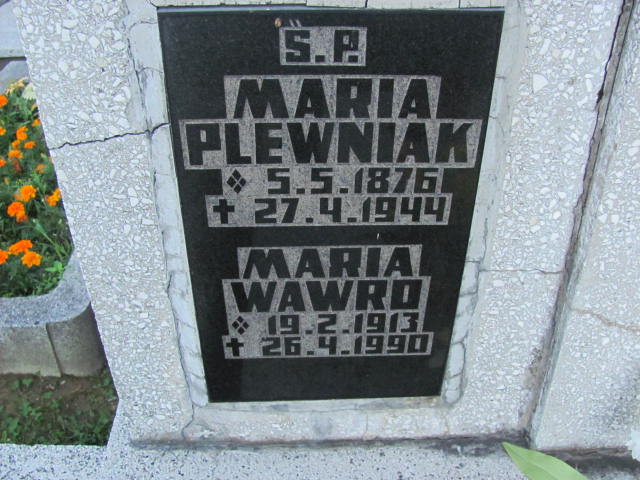 Ś.P.
MARIA
PLEWNIAK
5.5.1876
27.4.1944
MARIA
WAWRO
19.2.1913
26.4.1990